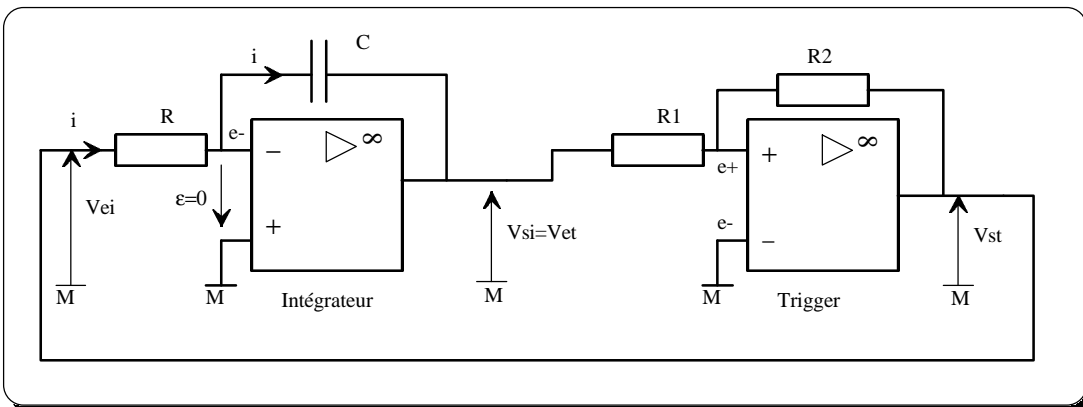 C
R2
i
R1
i
R
e-
∞
∞
−
+
e+
ε=0
Vei
+
e-
−
Vsi=Vet
Vst
M
M
Intégrateur
M
M
Trigger
M